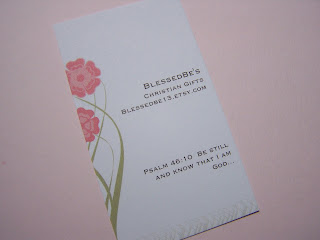 BlessedBe's
Christian Gifts
Blessedbe13.etsy.com
Psalm 46:10 Be still
and know that I am
God...